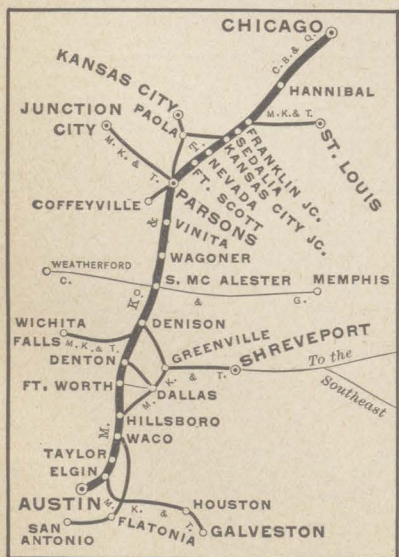 CHICAGO
C. B. & Q.
KANSAS CITY
HANNIBAL
JUNCTION
CITY
PAOLA
M. K. & T.
ST. LOUIS
M. K. & T.
T.
FRANKLIN JC.
SEDALIA
KANSAS CITY JC.
NEVADA
FT. SCOTT
PARSONS
COFFEYVILLE
&
VINITA
WAGONER
WEATHERFORD
C.
S. MC ALESTER
&
MEMPHIS
G.
O.
K.
WICHITA
FALLS
M. K. & T.
DENISON
GREENVILLE
SHREVEPORT
DENTON
K. & T.
To the
Southeast
FT. WORTH
M.
DALLAS
HILLSBORO
WACO
M.
TAYLOR
ELGIN
AUSTIN
M. K. & T.
HOUSTON
SAN
ANTONIO
FLATONIA
GALVESTON